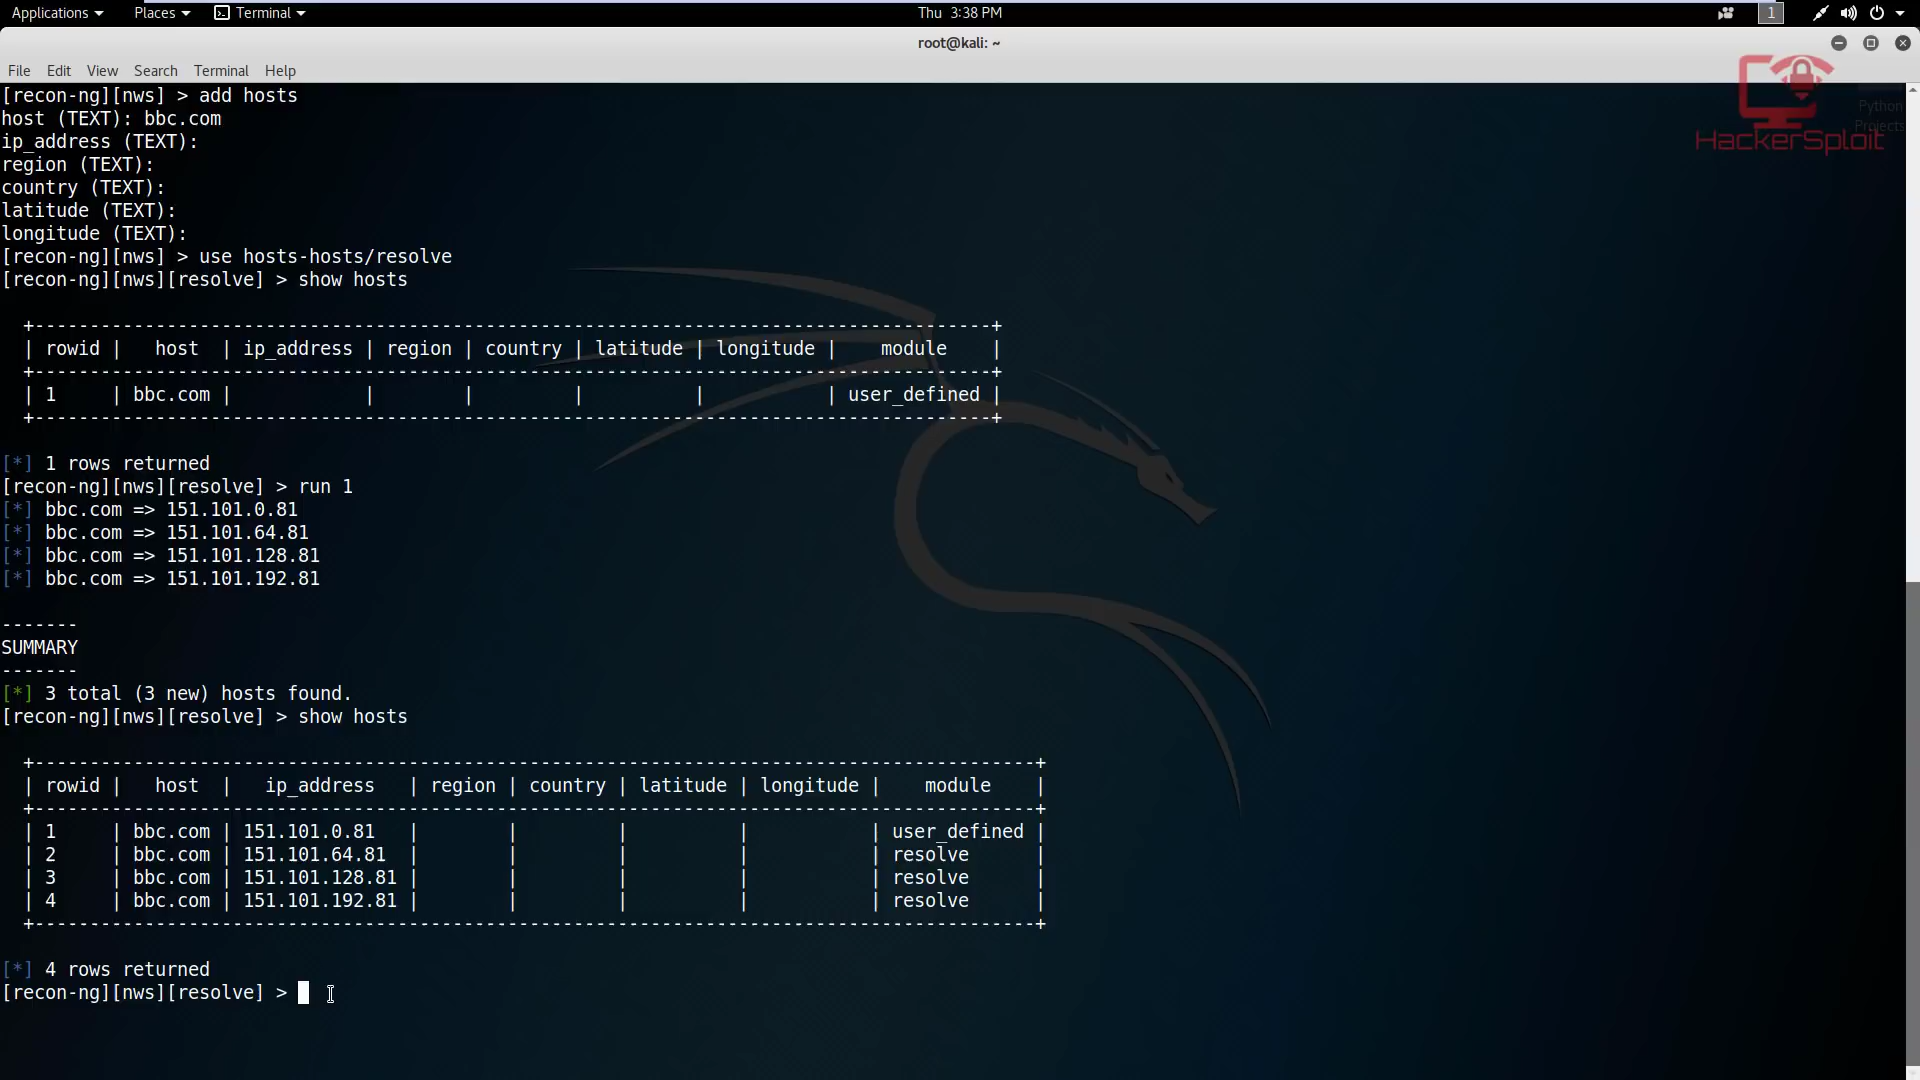 Applications Places Terminal Thu 3:38 PM 1
root@kali: ~
File Edit View Search Terminal Help
Python
Projects
HackerSploit
[recon-ng][nws] > add hosts
host (TEXT): bbc.com
ip_address (TEXT):
region (TEXT):
country (TEXT):
latitude (TEXT):
longitude (TEXT):
[recon-ng][nws] > use hosts-hosts/resolve
[recon-ng][nws][resolve] > show hosts
+---------------------------------------------------------------------------------------+
| rowid | host | ip_address | region | country | latitude | longitude | module |
+---------------------------------------------------------------------------------------+
| 1 | bbc.com | | | | | | user_defined |
+---------------------------------------------------------------------------------------+
[*] 1 rows returned
[recon-ng][nws][resolve] > run 1
[*] bbc.com => 151.101.0.81
[*] bbc.com => 151.101.64.81
[*] bbc.com => 151.101.128.81
[*] bbc.com => 151.101.192.81
-------
SUMMARY
-------
[*] 3 total (3 new) hosts found.
[recon-ng][nws][resolve] > show hosts
+-------------------------------------------------------------------------------------------+
| rowid | host | ip_address | region | country | latitude | longitude | module |
+-------------------------------------------------------------------------------------------+
| 1 | bbc.com | 151.101.0.81 | | | | | user_defined |
| 2 | bbc.com | 151.101.64.81 | | | | | resolve |
| 3 | bbc.com | 151.101.128.81 | | | | | resolve |
| 4 | bbc.com | 151.101.192.81 | | | | | resolve |
+-------------------------------------------------------------------------------------------+
[*] 4 rows returned
[recon-ng][nws][resolve] >